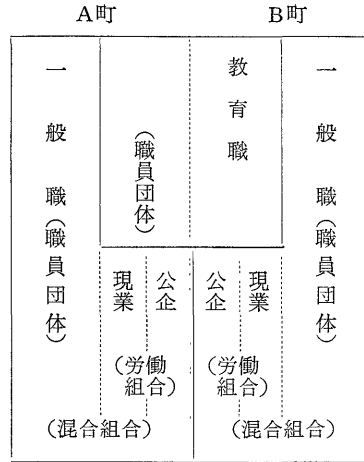 A町
B町
一般職(職員団体)
(職員団体)
教育職
一般職(職員団体)
現業
公企
公企
現業
(労働
組合)
(労働
組合)
(混合組合)
(混合組合)